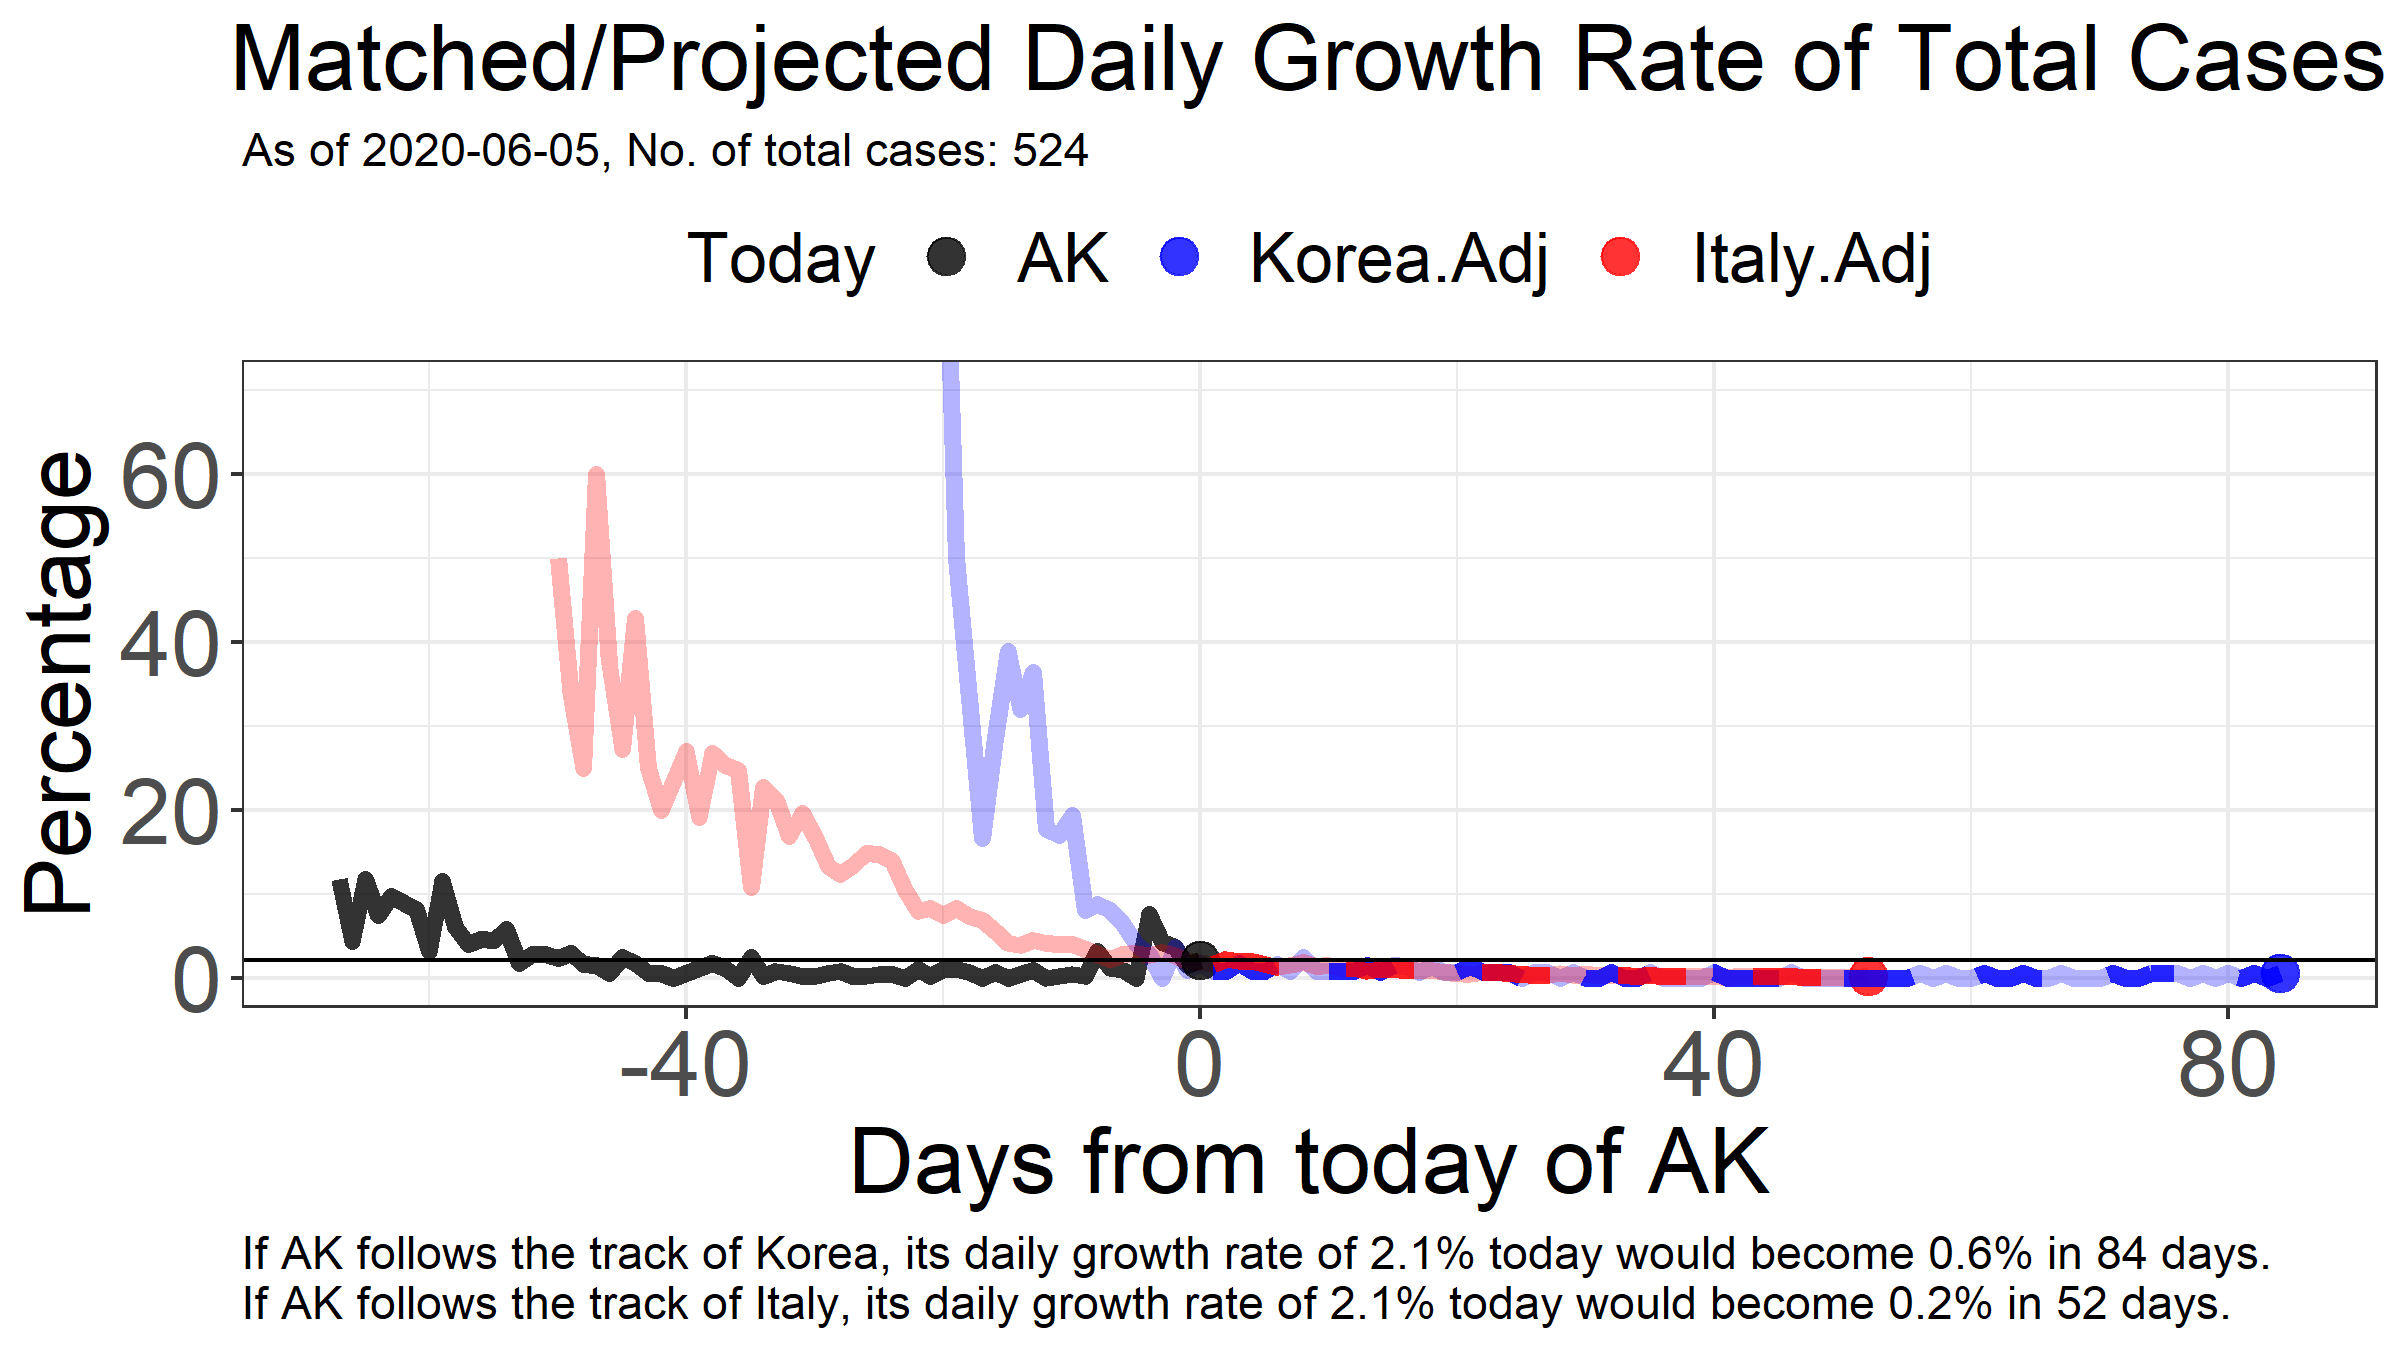 Matched/Projected Daily Growth Rate of Total Cases
As of 2020-06-05, No. of total cases: 524
Today AK Korea.Adj Italy.Adj
Percentage
60
40
20
0
-40 0 40 80
Days from today of AK
If AK follows the track of Korea, its daily growth rate of 2.1% today would become 0.6% in 84 days.
If AK follows the track of Italy, its daily growth rate of 2.1% today would become 0.2% in 52 days.